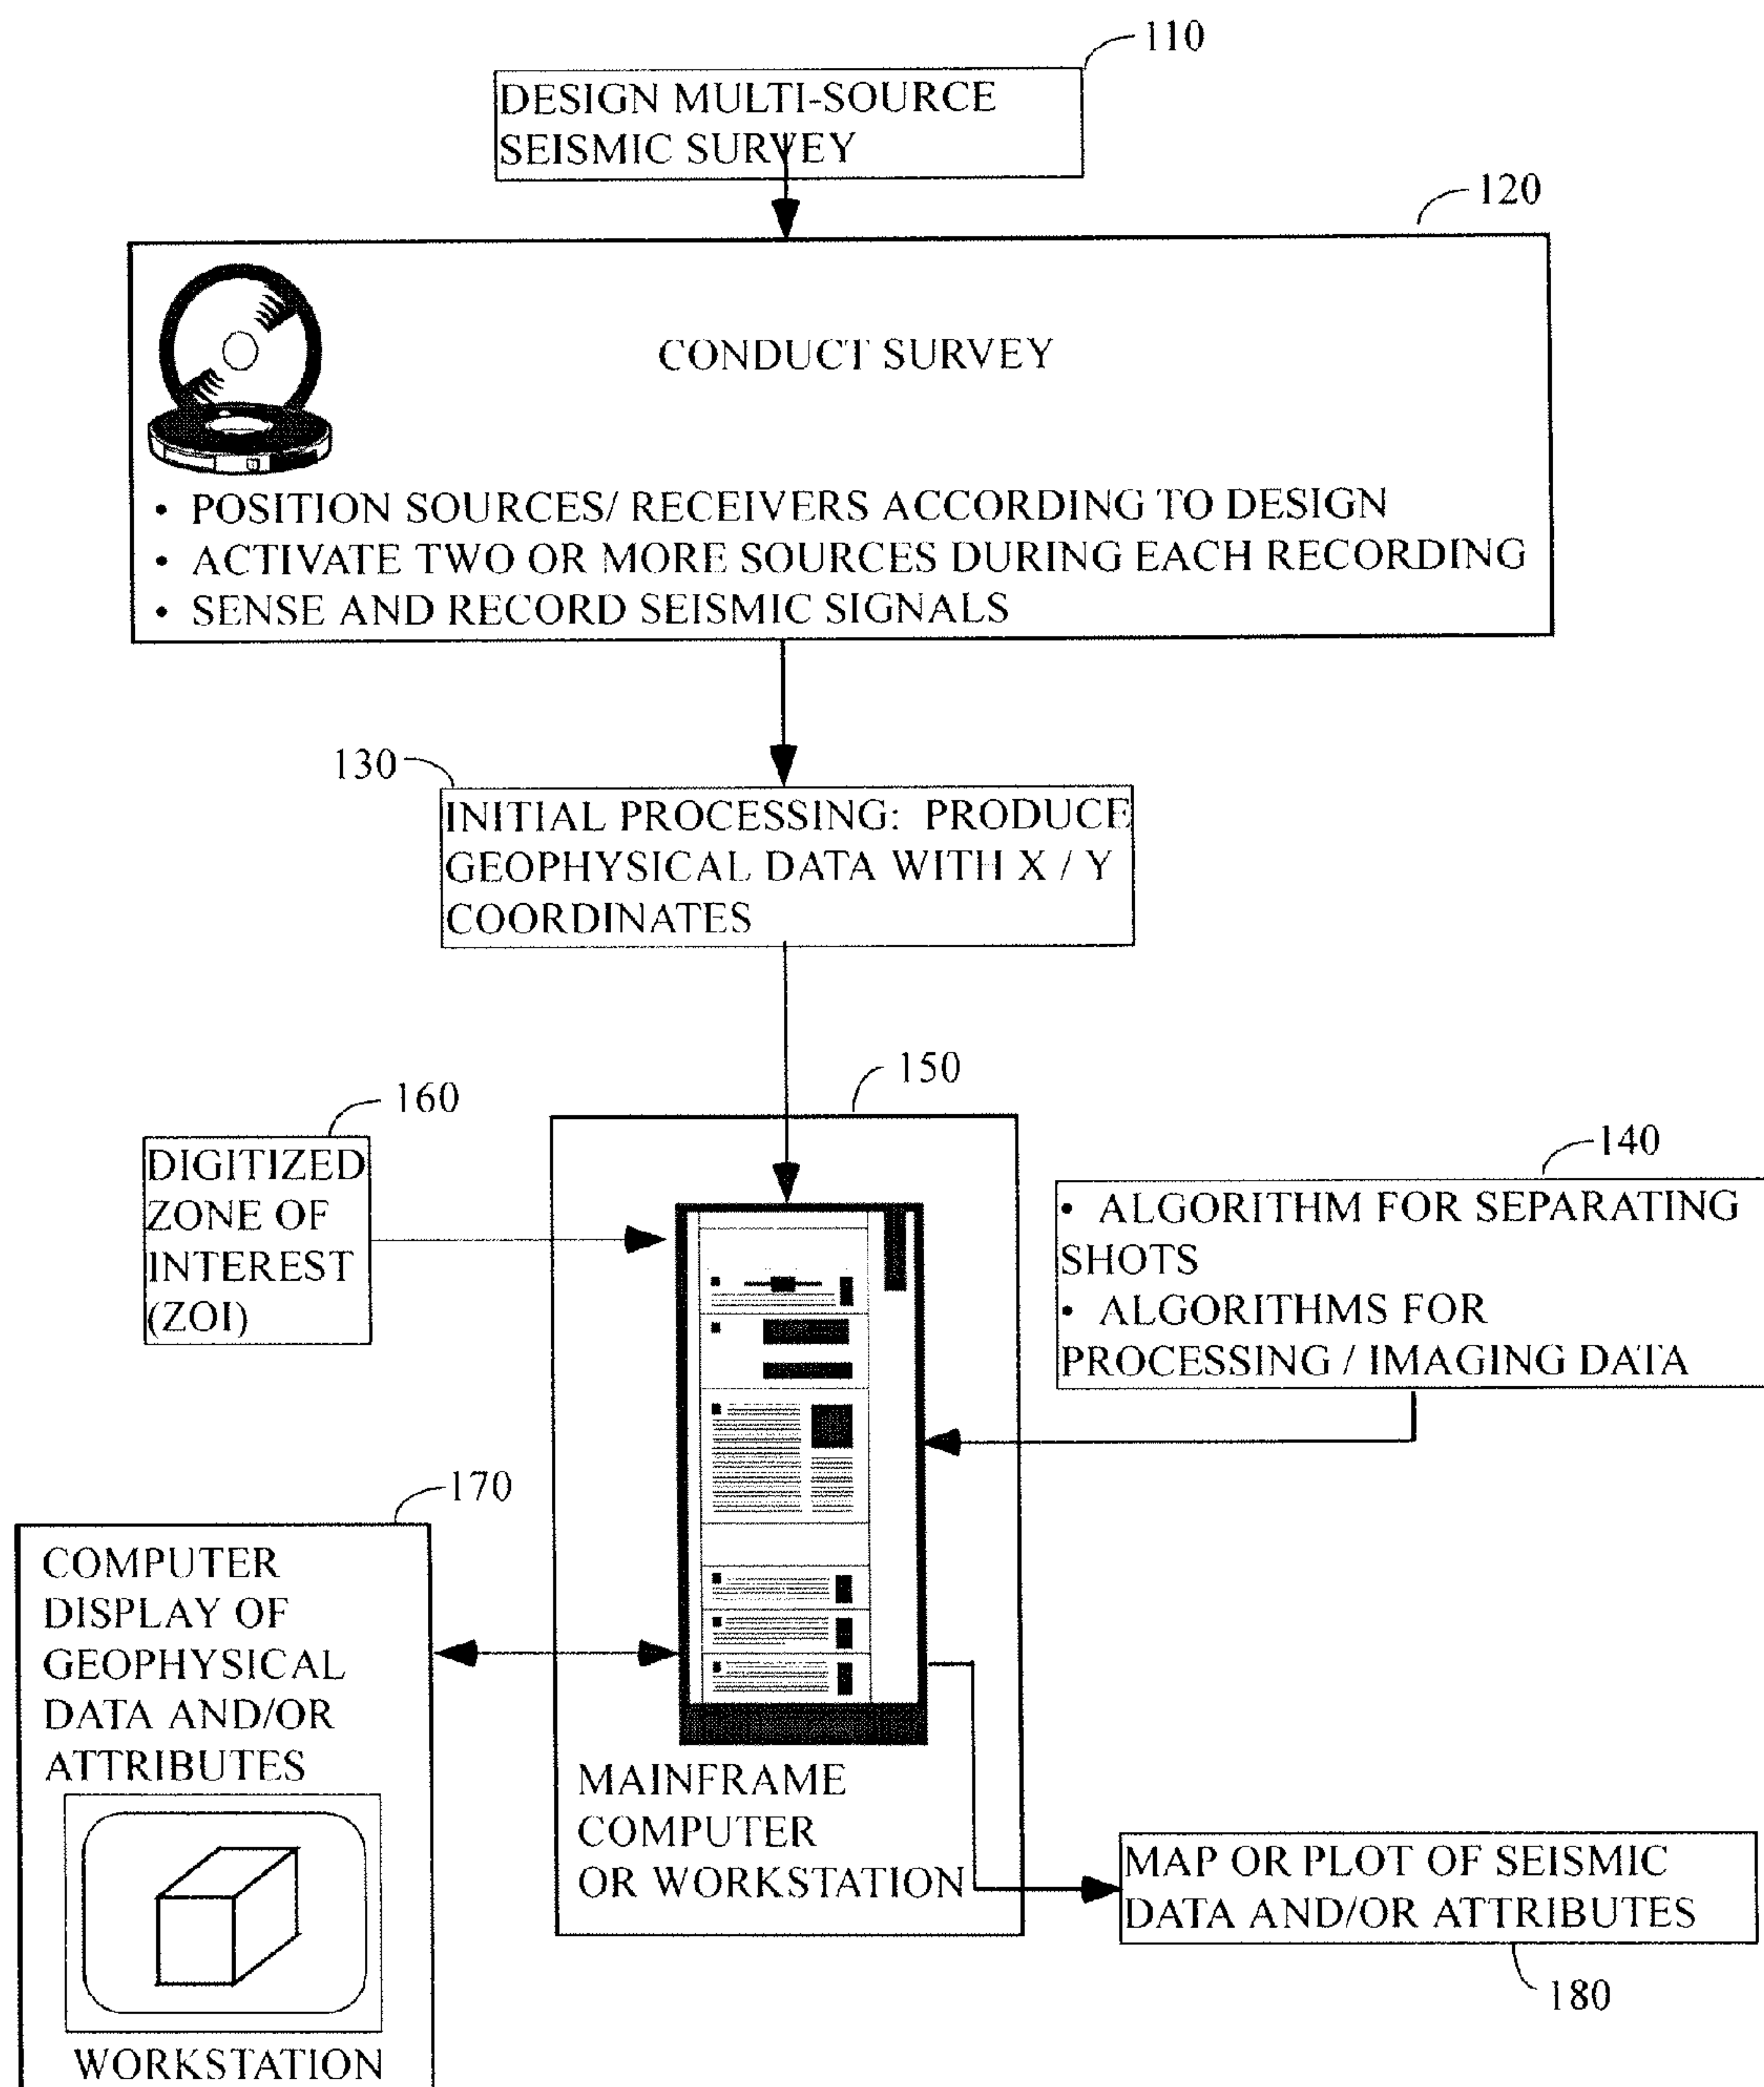 110
DESIGN MULTI-SOURCE
SEISMIC SURVEY
120
CONDUCT SURVEY
• POSITION SOURCES/ RECEIVERS ACCORDING TO DESIGN
• ACTIVATE TWO OR MORE SOURCES DURING EACH RECORDING
• SENSE AND RECORD SEISMIC SIGNALS
130
INITIAL PROCESSING: PRODUCE
GEOPHYSICAL DATA WITH X / Y
COORDINATES
150
160
DIGITIZED
ZONE OF
INTEREST
(ZOI)
140
• ALGORITHM FOR SEPARATING
SHOTS
• ALGORITHMS FOR
PROCESSING / IMAGING DATA
170
COMPUTER
DISPLAY OF
GEOPHYSICAL
DATA AND/OR
ATTRIBUTES
WORKSTATION
MAINFRAME
COMPUTER
OR WORKSTATION
MAP OR PLOT OF SEISMIC
DATA AND/OR ATTRIBUTES
180